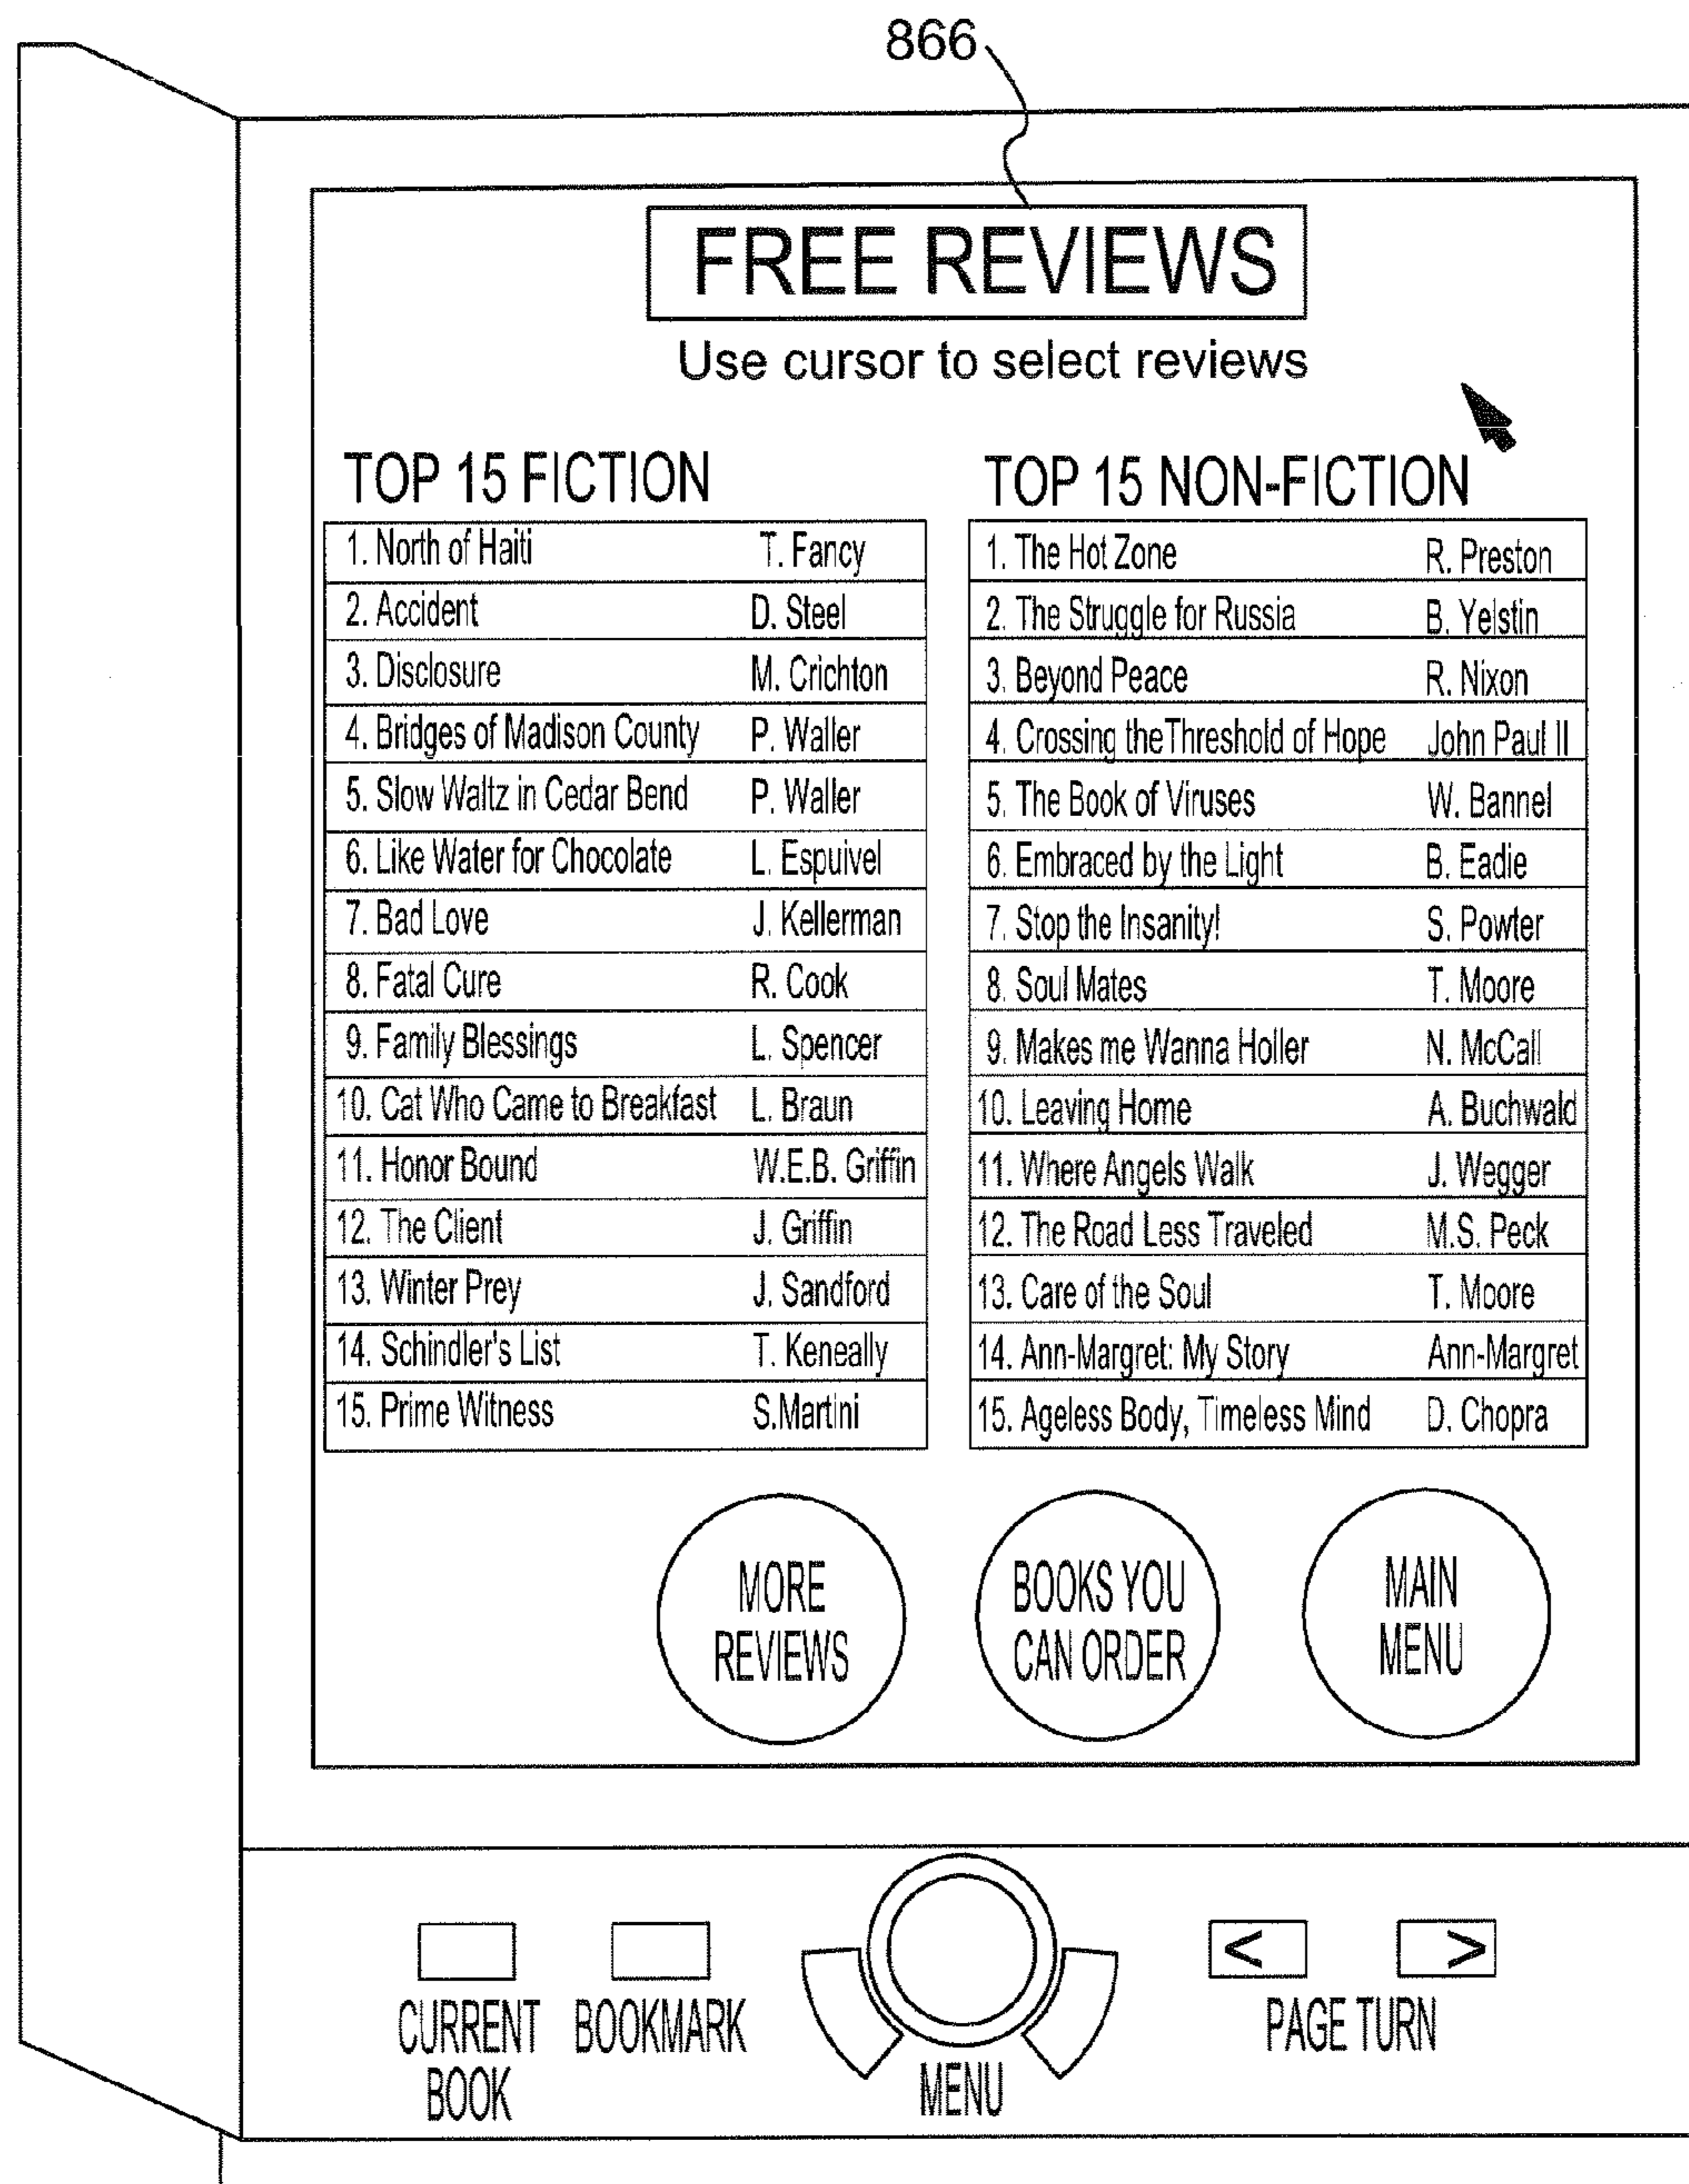 866
FREE REVIEWS
Use cursor to select reviews
TOP 15 FICTION
1. North of Haiti T. Fancy
2. Accident D. Steel
3. Disclosure M. Crichton
4. Bridges of Madison County P. Waller
5. Slow Waltz in Cedar Bend P. Waller
6. Like Water for Chocolate L. Espuivel
7. Bad Love J. Kellerman
8. Fatal Cure R. Cook
9. Family Blessings L. Spencer
10. Cat Who Came to Breakfast L. Braun
11. Honor Bound W.E.B. Griffin
12. The Client J. Griffin
13. Winter Prey J. Sandford
14. Schindler's List T. Keneally
15. Prime Witness S.Martini
TOP 15 NON-FICTION
1. The Hot Zone R. Preston
2. The Struggle for Russia B. Yelstin
3. Beyond Peace R. Nixon
4. Crossing theThreshold of Hope John Paul II
5. The Book of Viruses W. Bannel
6. Embraced by the Light B. Eadie
7. Stop the Insanity! S. Powter
8. Soul Mates T. Moore
9. Makes me Wanna Holler N. McCall
10. Leaving Home A. Buchwald
11. Where Angels Walk J. Wegger
12. The Road Less Traveled M.S. Peck
13. Care of the Soul T. Moore
14. Ann-Margret: My Story Ann-Margret
15. Ageless Body, Timeless Mind D. Chopra
MORE
REVIEWS
BOOKS YOU
CAN ORDER
MAIN
MENU
CURRENT
BOOK
BOOKMARK
MENU
< >
PAGE TURN